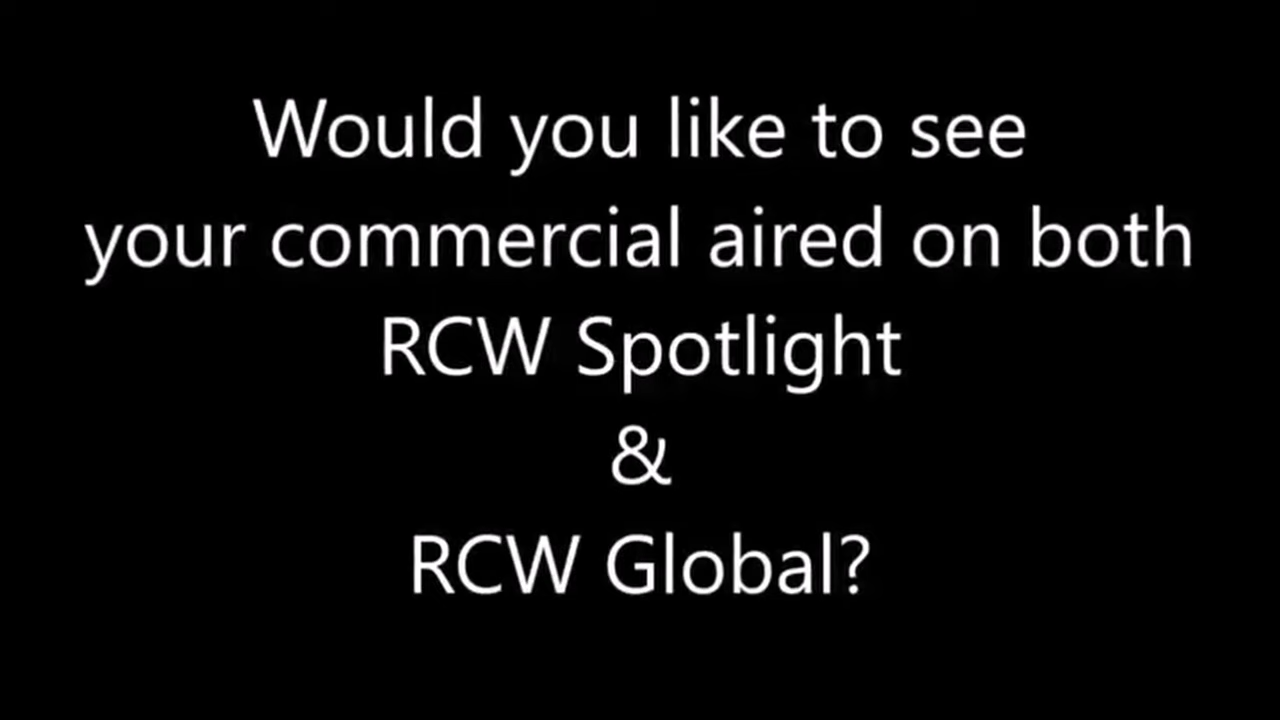 Would you like to see
your commercial aired on both
RCW Spotlight
&
RCW Global?